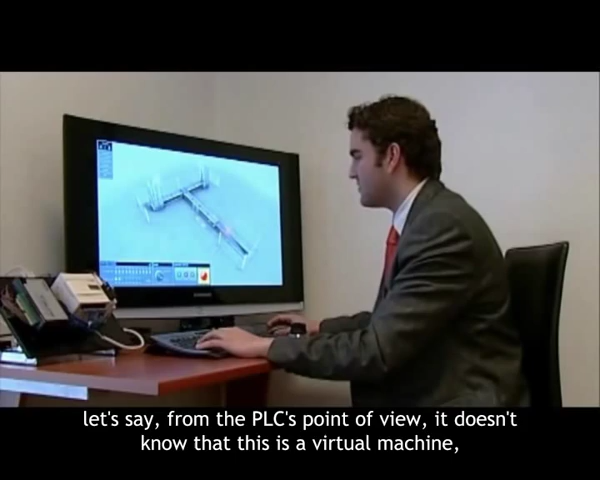 let's say, from the PLC's point of view, it doesn't
know that this is a virtual machine,